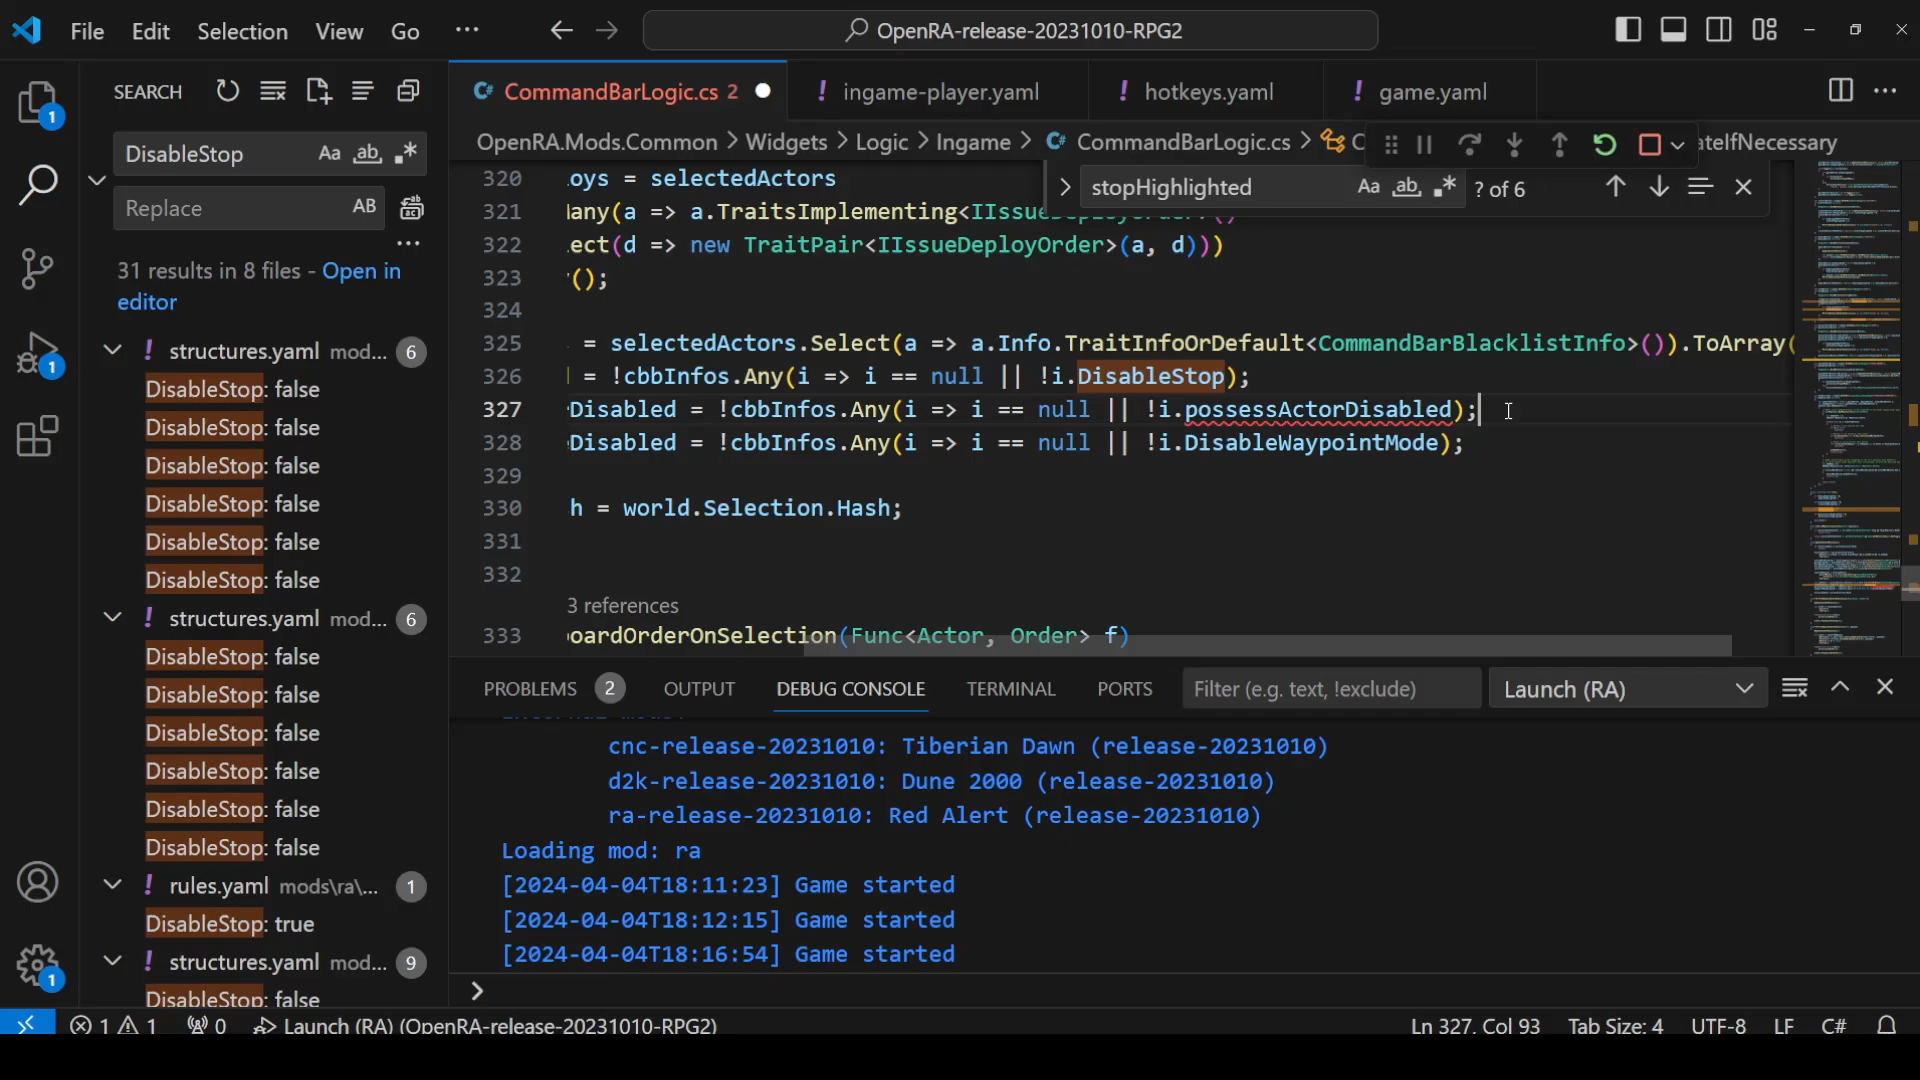 File Edit Selection View Go ··· OpenRA-release-20231010-RPG2
SEARCH
DisableStop Aa ab .*
Replace AB
31 results in 8 files - Open in
editor
structures.yaml mod... 6
DisableStop: false
DisableStop: false
DisableStop: false
DisableStop: false
DisableStop: false
DisableStop: false
structures.yaml mod... 6
DisableStop: false
DisableStop: false
DisableStop: false
DisableStop: false
DisableStop: false
DisableStop: false
rules.yaml mods\ra\... 1
DisableStop: true
structures.yaml mod... 9
DisableStop: false
CommandBarLogic.cs 2 ingame-player.yaml hotkeys.yaml game.yaml
OpenRA.Mods.Common > Widgets > Logic > Ingame > CommandBarLogic.cs > C ateIfNecessary
stopHighlighted Aa ab .* ? of 6
320 oys = selectedActors
321 any(a => a.TraitsImplementing<IIssueDeployOrder>()
322 .ect(d => new TraitPair<IIssueDeployOrder>(a, d)))
323 ();
324
325 = selectedActors.Select(a => a.Info.TraitInfoOrDefault<CommandBarBlacklistInfo>()).ToArray(
326 = !cbbInfos.Any(i => i == null || !i.DisableStop);
327 Disabled = !cbbInfos.Any(i => i == null || !i.possessActorDisabled);
328 Disabled = !cbbInfos.Any(i => i == null || !i.DisableWaypointMode);
329
330 h = world.Selection.Hash;
331
332
3 references
333 oardOrderOnSelection(Func<Actor, Order> f)
PROBLEMS 2 OUTPUT DEBUG CONSOLE TERMINAL PORTS Filter (e.g. text, !exclude) Launch (RA)
cnc-release-20231010: Tiberian Dawn (release-20231010)
d2k-release-20231010: Dune 2000 (release-20231010)
ra-release-20231010: Red Alert (release-20231010)
Loading mod: ra
[2024-04-04T18:11:23] Game started
[2024-04-04T18:12:15] Game started
[2024-04-04T18:16:54] Game started
>
1 1 0 Launch (RA) (OpenRA-release-20231010-RPG2) Ln 327, Col 93 Tab Size: 4 UTF-8 LF C#